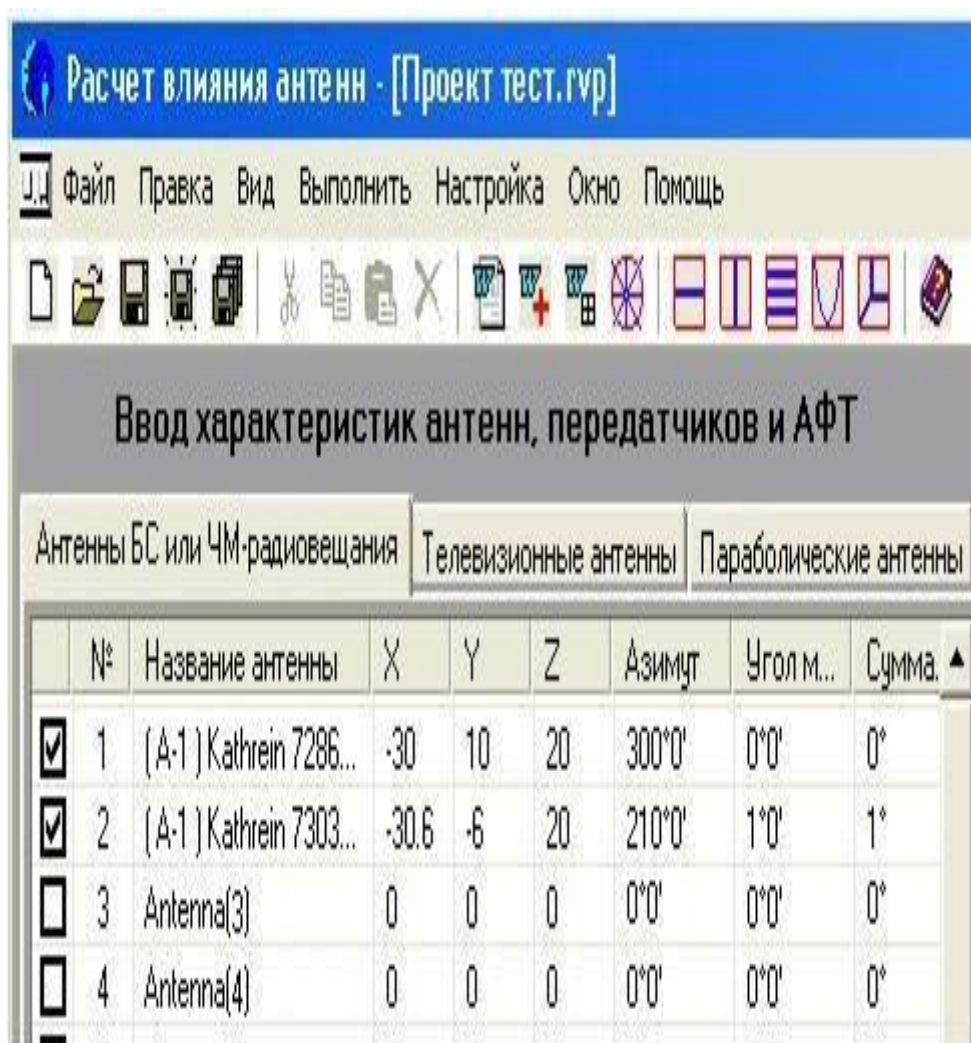 Расчет влияния антенн - [Проект тест.rvp]
Файл Правка Вид Выполнить Настройка Окно Помощь
Ввод характеристик антенн, передатчиков и АФТ
Антенны БС или ЧМ-радиовещания Телевизионные антенны Параболические антенны
№ Название антенны X Y Z Азимут Угол м... Сумма.
1 ( A-1 ) Kathrein 7286... -30 10 20 300°0' 0°0' 0°
2 ( A-1 ) Kathrein 7303... -30.6 -6 20 210°0' 1°0' 1°
3 Antenna(3) 0 0 0 0°0' 0°0' 0°
4 Antenna(4) 0 0 0 0°0' 0°0' 0°